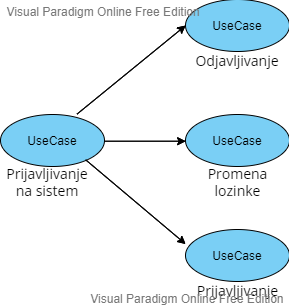 Visual Paradigm Online Free Edition
UseCase
Odjavljivanje
UseCase
Prijavljivanje
na sistem
UseCase
Promena
lozinke
UseCase
Prijavljivanje
Visual Paradigm Online Free Edition